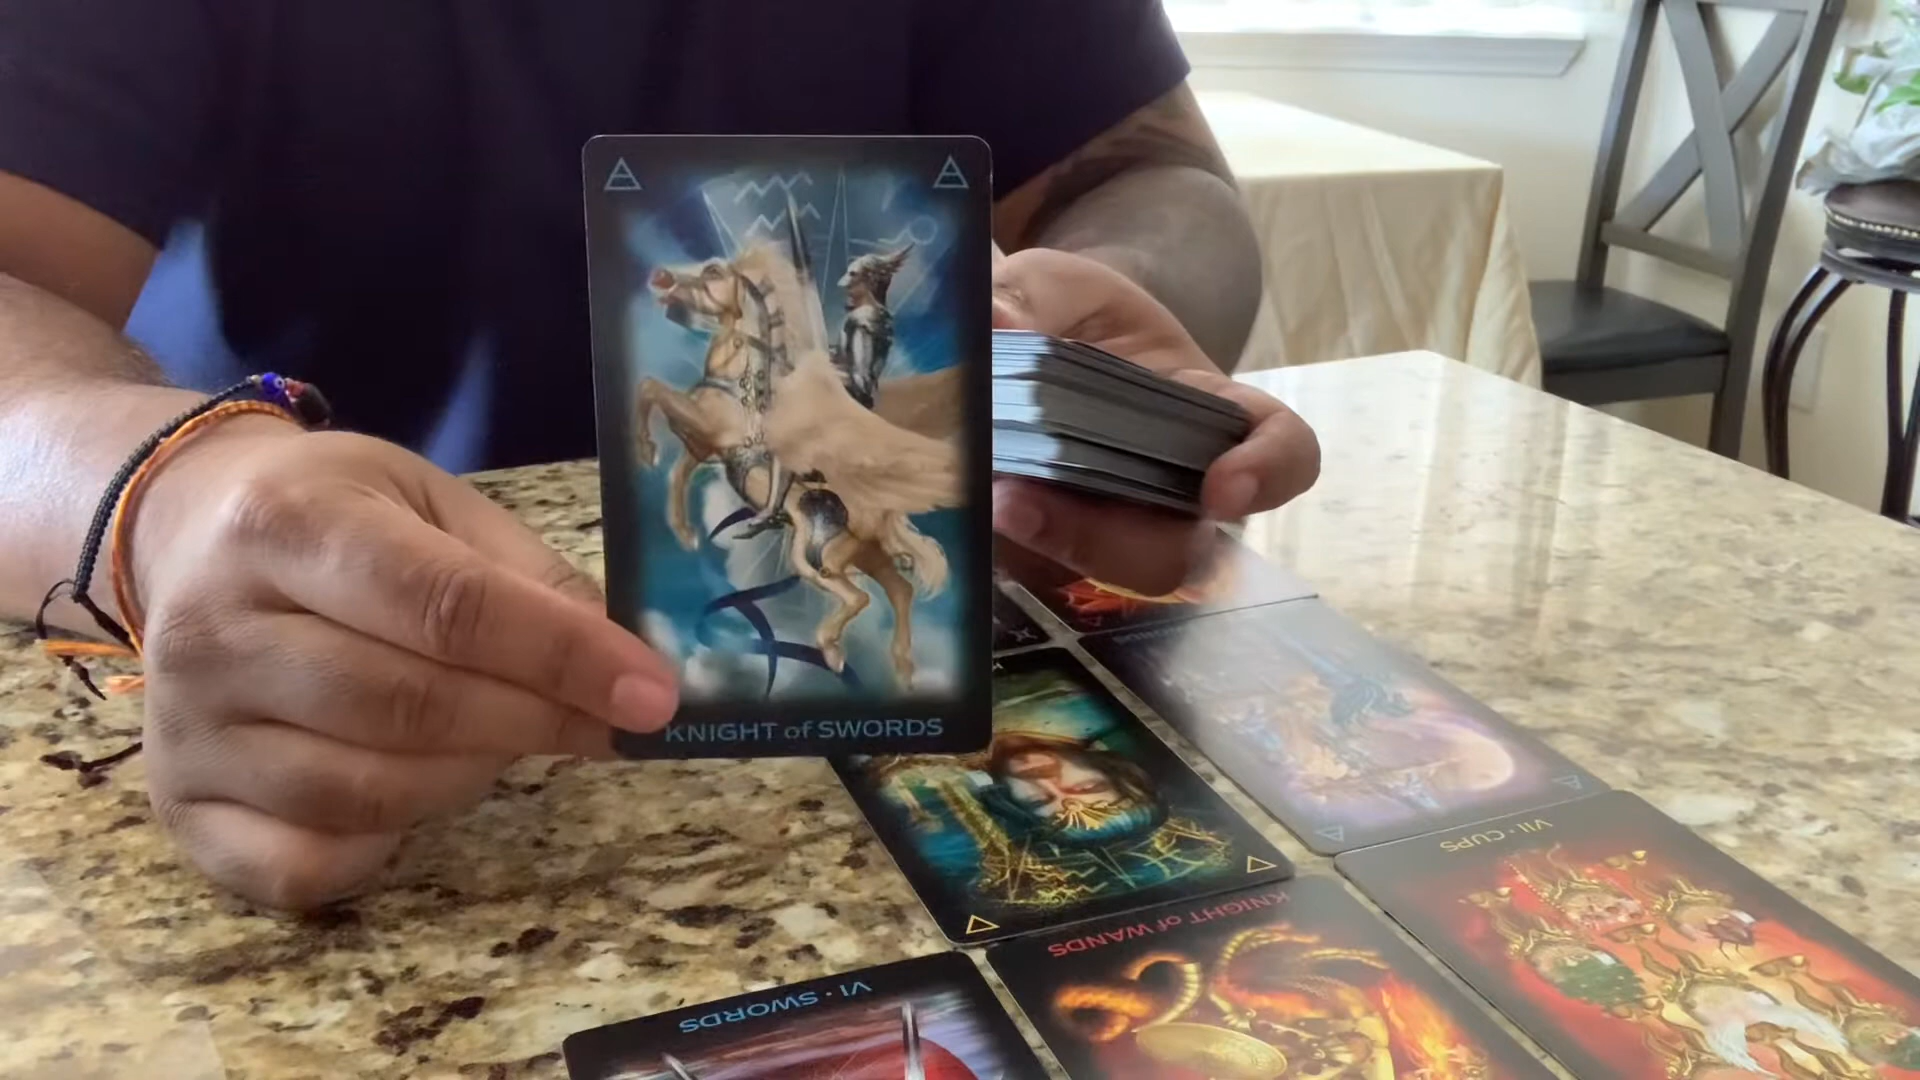 KNIGHT of SWORDS
VII · CUPS
KNIGHT of WANDS
VI · SWORDS